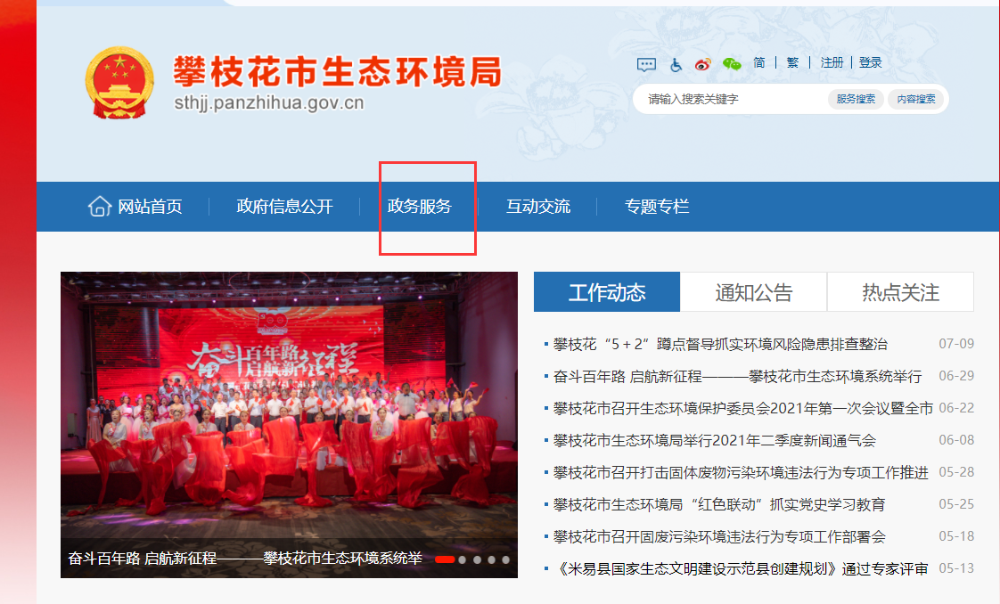 攀枝花市生态环境局
sthjj.panzhihua.gov.cn
简 繁 注册 登录
请输入搜索关键字 服务搜索 内容搜索
网站首页 政府信息公开 政务服务 互动交流 专题专栏
奋斗百年路
启航新征程
奋斗百年路 启航新征程———攀枝花市生态环境系统举
工作动态 通知公告 热点关注
攀枝花“5+2”蹲点督导抓实环境风险隐患排查整治 07-09
奋斗百年路 启航新征程———攀枝花市生态环境系统举行 06-29
攀枝花市召开生态环境保护委员会2021年第一次会议暨全市 06-22
攀枝花市生态环境局举行2021年二季度新闻通气会 06-08
攀枝花市召开打击固体废物污染环境违法行为专项工作推进 05-28
攀枝花市生态环境局“红色联动”抓实党史学习教育 05-25
攀枝花市召开固废污染环境违法行为专项工作部署会 05-18
《米易县国家生态文明建设示范县创建规划》通过专家评审 05-13